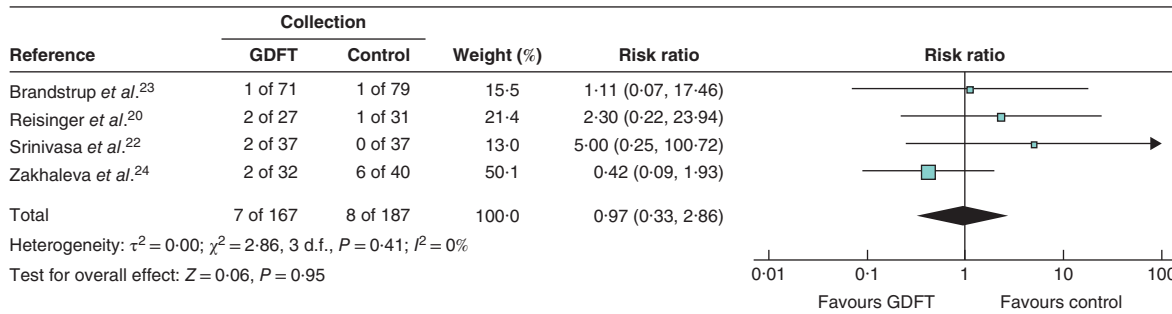 Collection
Reference GDFT Control Weight (%) Risk ratio Risk ratio
Brandstrup et al.²³ 1 of 71 1 of 79 15·5 1·11 (0·07, 17·46)
Reisinger et al.²⁰ 2 of 27 1 of 31 21·4 2·30 (0·22, 23·94)
Srinivasa et al.²² 2 of 37 0 of 37 13·0 5·00 (0·25, 100·72)
Zakhaleva et al.²⁴ 2 of 32 6 of 40 50·1 0·42 (0·09, 1·93)
Total 7 of 167 8 of 187 100·0 0·97 (0·33, 2·86)
Heterogeneity: τ² = 0·00; χ² = 2·86, 3 d.f., P = 0·41; I² = 0%
Test for overall effect: Z = 0·06, P = 0·95
0·01 0·1 1 10 100
Favours GDFT Favours control